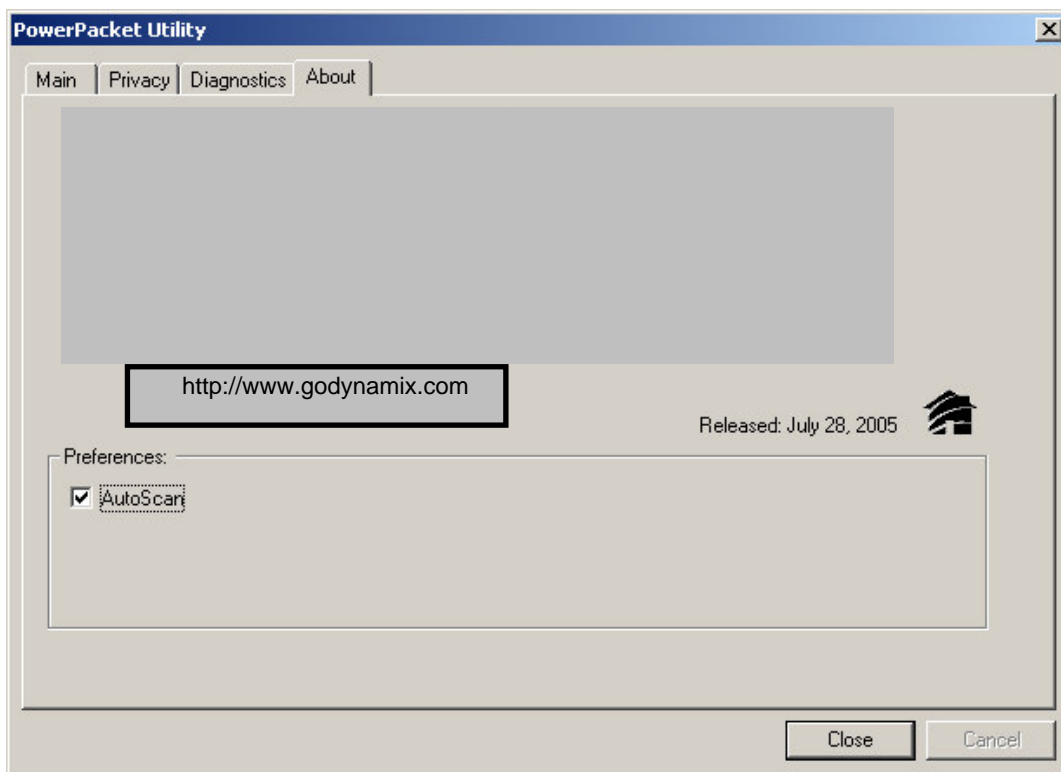 PowerPacket Utility
Main Privacy Diagnostics About
http://www.godynamix.com
Released: July 28, 2005
Preferences:
AutoScan
Close Cancel